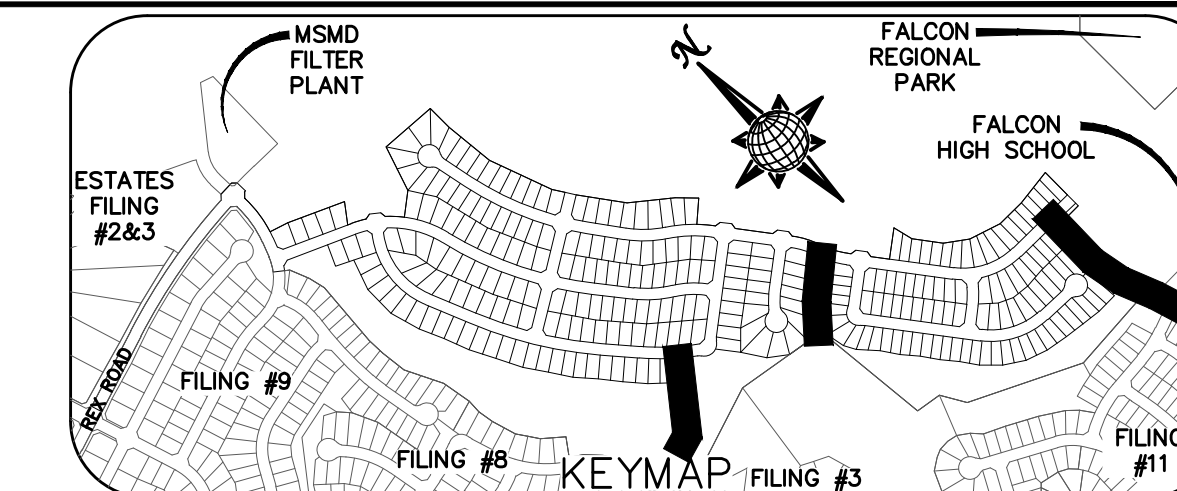 MSMD
FILTER
PLANT
N
FALCON
REGIONAL
PARK
FALCON
HIGH SCHOOL
ESTATES
FILING
#2&3
REX ROAD
FILING #9
FILING #8
KEYMAP
FILING #3
FILING
#11